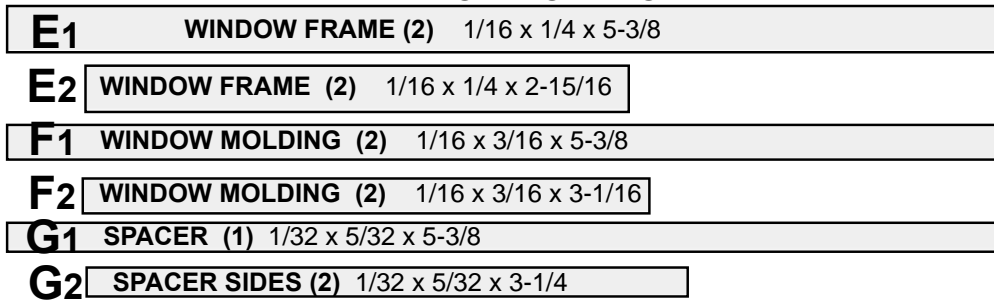 E1 WINDOW FRAME (2) 1/16 x 1/4 x 5-3/8
E2 WINDOW FRAME (2) 1/16 x 1/4 x 2-15/16
F1 WINDOW MOLDING (2) 1/16 x 3/16 x 5-3/8
F2 WINDOW MOLDING (2) 1/16 x 3/16 x 3-1/16
G1 SPACER (1) 1/32 x 5/32 x 5-3/8
G2 SPACER SIDES (2) 1/32 x 5/32 x 3-1/4